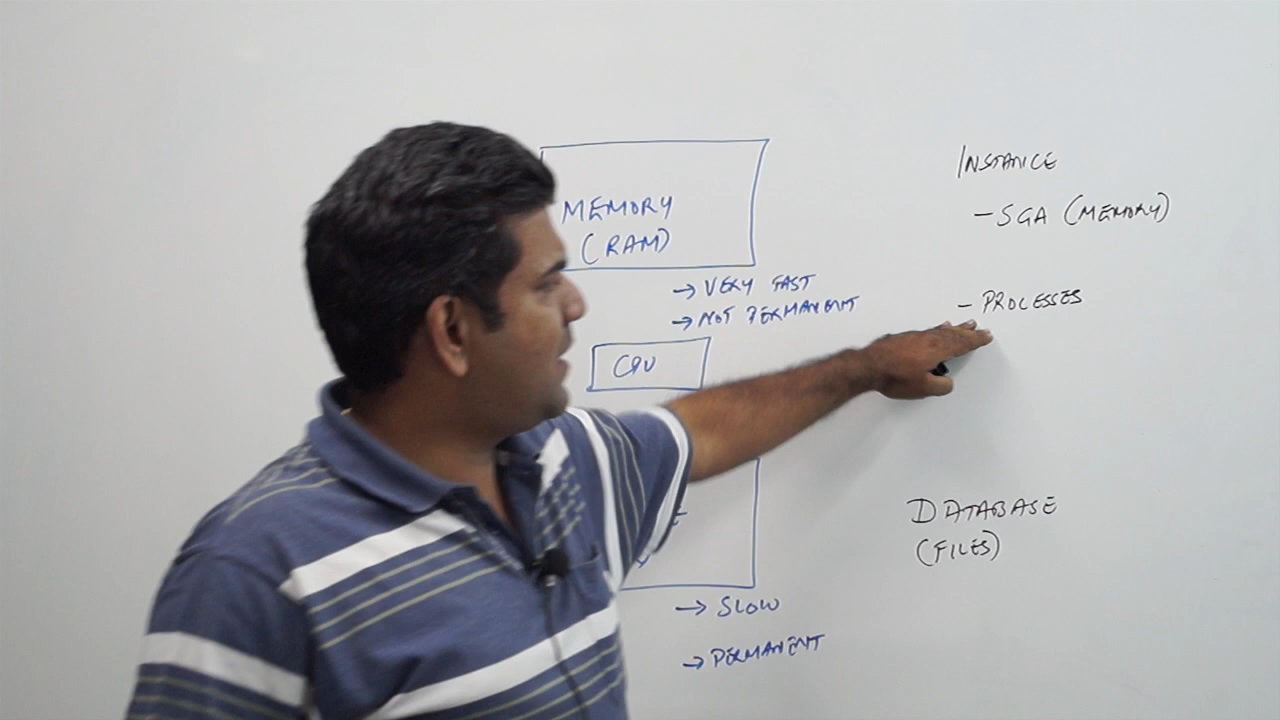 MEMORY
(RAM)
→ VERY FAST
→ NOT PERMANENT
CPU
→ SLOW
→ PERMANENT
INSTANCE
- SGA (MEMORY)
- PROCESSES
DATABASE
(FILES)